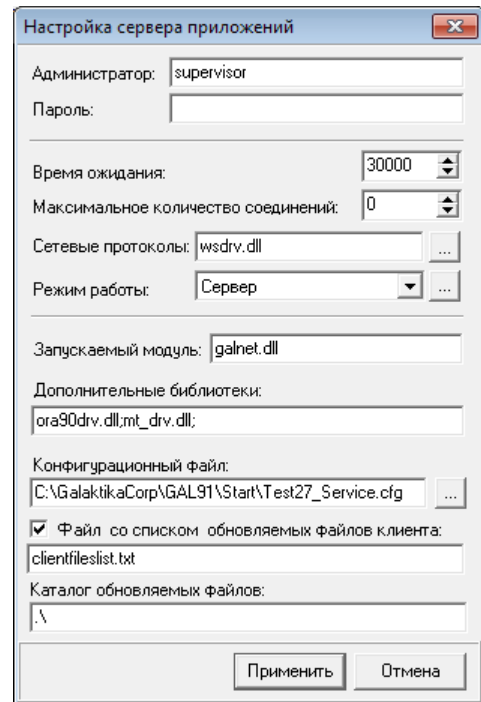 Настройка сервера приложений
Администратор: supervisor
Пароль:
Время ожидания: 30000
Максимальное количество соединений: 0
Сетевые протоколы: wsdrv.dll ...
Режим работы: Сервер ...
Запускаемый модуль: galnet.dll
Дополнительные библиотеки:
ora90drv.dll;mt_drv.dll;
Конфигурационный файл:
C:\GalaktikaCorp\GAL91\Start\Test27_Service.cfg ...
Файл со списком обновляемых файлов клиента:
clientfileslist.txt
Каталог обновляемых файлов:
.\
Применить Отмена